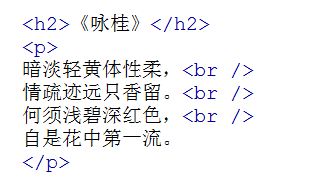 <h2>《咏桂》</h2>
<p>
暗淡轻黄体性柔，<br />
情疏迹远只香留。<br />
何须浅碧深红色，<br />
自是花中第一流。
</p>